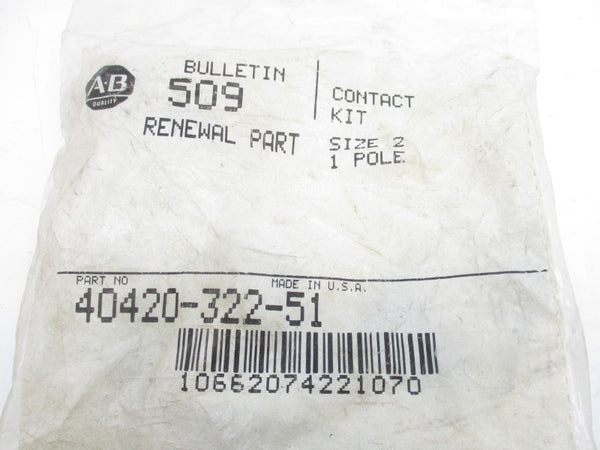 A-B
QUALITY
BULLETIN
509
RENEWAL PART
CONTACT
KIT
SIZE 2
1 POLE
PART NO
MADE IN U.S.A.
40420-322-51
10662074221070